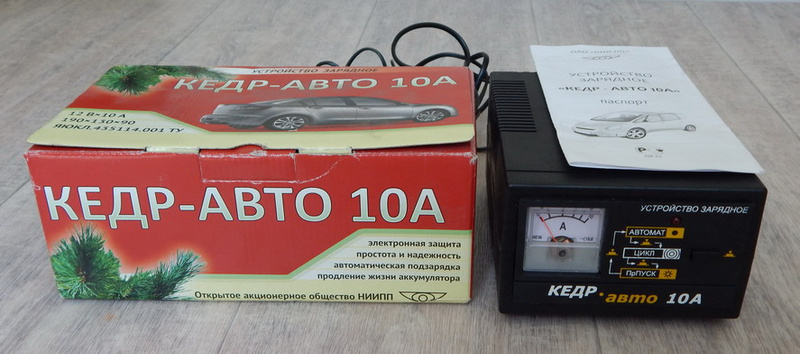 УСТРОЙСТВО ЗАРЯДНОЕ
КЕДР-АВТО 10А
12 В×10 А
190×130×90
ЯЮКЛ.435114.001 ТУ
КЕДР-АВТО 10А
электронная защита
простота и надежность
автоматическая подзарядка
продление жизни аккумулятора
Открытое акционерное общество НИИПП
УСТРОЙСТВО
ЗАРЯДНОЕ
«КЕДР - АВТО 10А»
паспорт
УСТРОЙСТВО ЗАРЯДНОЕ
А
АВТОМАТ
ЦИКЛ
ПрПУСК
КЕДР·авто 10А